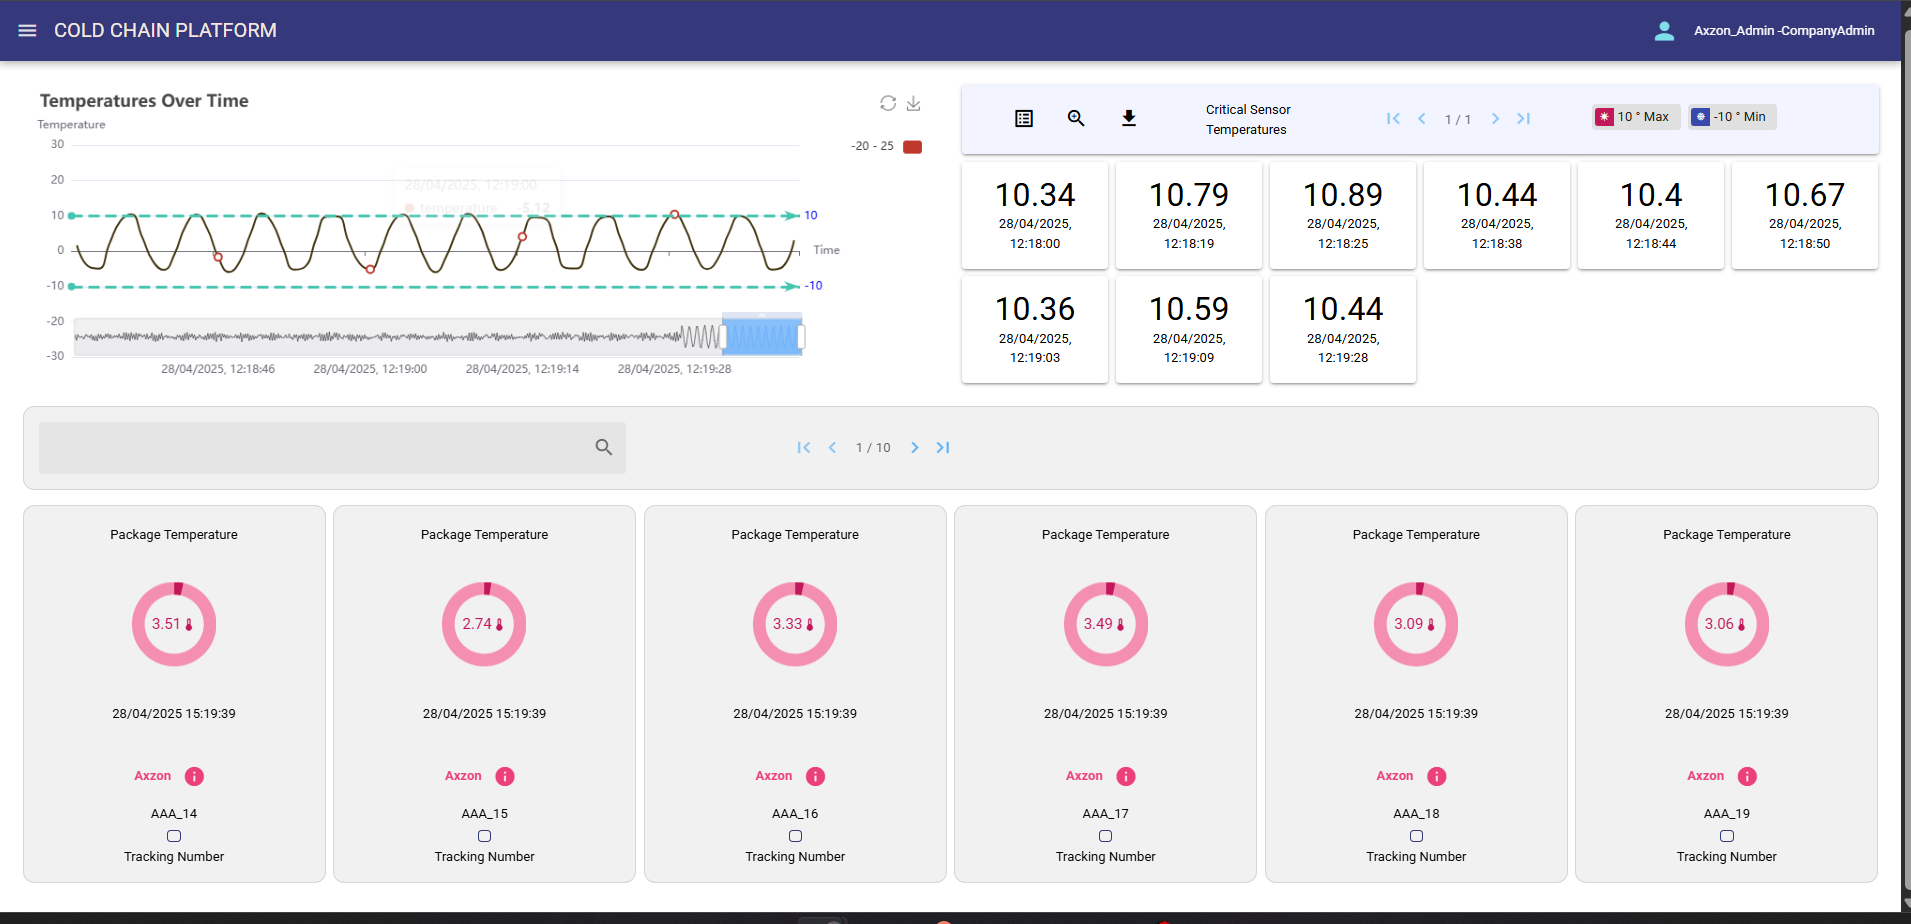 COLD CHAIN PLATFORM
Axzon_Admin -CompanyAdmin
Temperatures Over Time
Temperature
30
20
10
0
-10
-20
-30
-20 - 25
28/04/2025, 12:19:00
temperature -5.12
10
Time
-10
28/04/2025, 12:18:46
28/04/2025, 12:19:00
28/04/2025, 12:19:14
28/04/2025, 12:19:28
Critical Sensor
Temperatures
1 / 1
10 ° Max
-10 ° Min
10.34
28/04/2025,
12:18:00
10.79
28/04/2025,
12:18:19
10.89
28/04/2025,
12:18:25
10.44
28/04/2025,
12:18:38
10.4
28/04/2025,
12:18:44
10.67
28/04/2025,
12:18:50
10.36
28/04/2025,
12:19:03
10.59
28/04/2025,
12:19:09
10.44
28/04/2025,
12:19:28
1 / 10
Package Temperature
3.51
28/04/2025 15:19:39
Axzon
AAA_14
Tracking Number
Package Temperature
2.74
28/04/2025 15:19:39
Axzon
AAA_15
Tracking Number
Package Temperature
3.33
28/04/2025 15:19:39
Axzon
AAA_16
Tracking Number
Package Temperature
3.49
28/04/2025 15:19:39
Axzon
AAA_17
Tracking Number
Package Temperature
3.09
28/04/2025 15:19:39
Axzon
AAA_18
Tracking Number
Package Temperature
3.06
28/04/2025 15:19:39
Axzon
AAA_19
Tracking Number